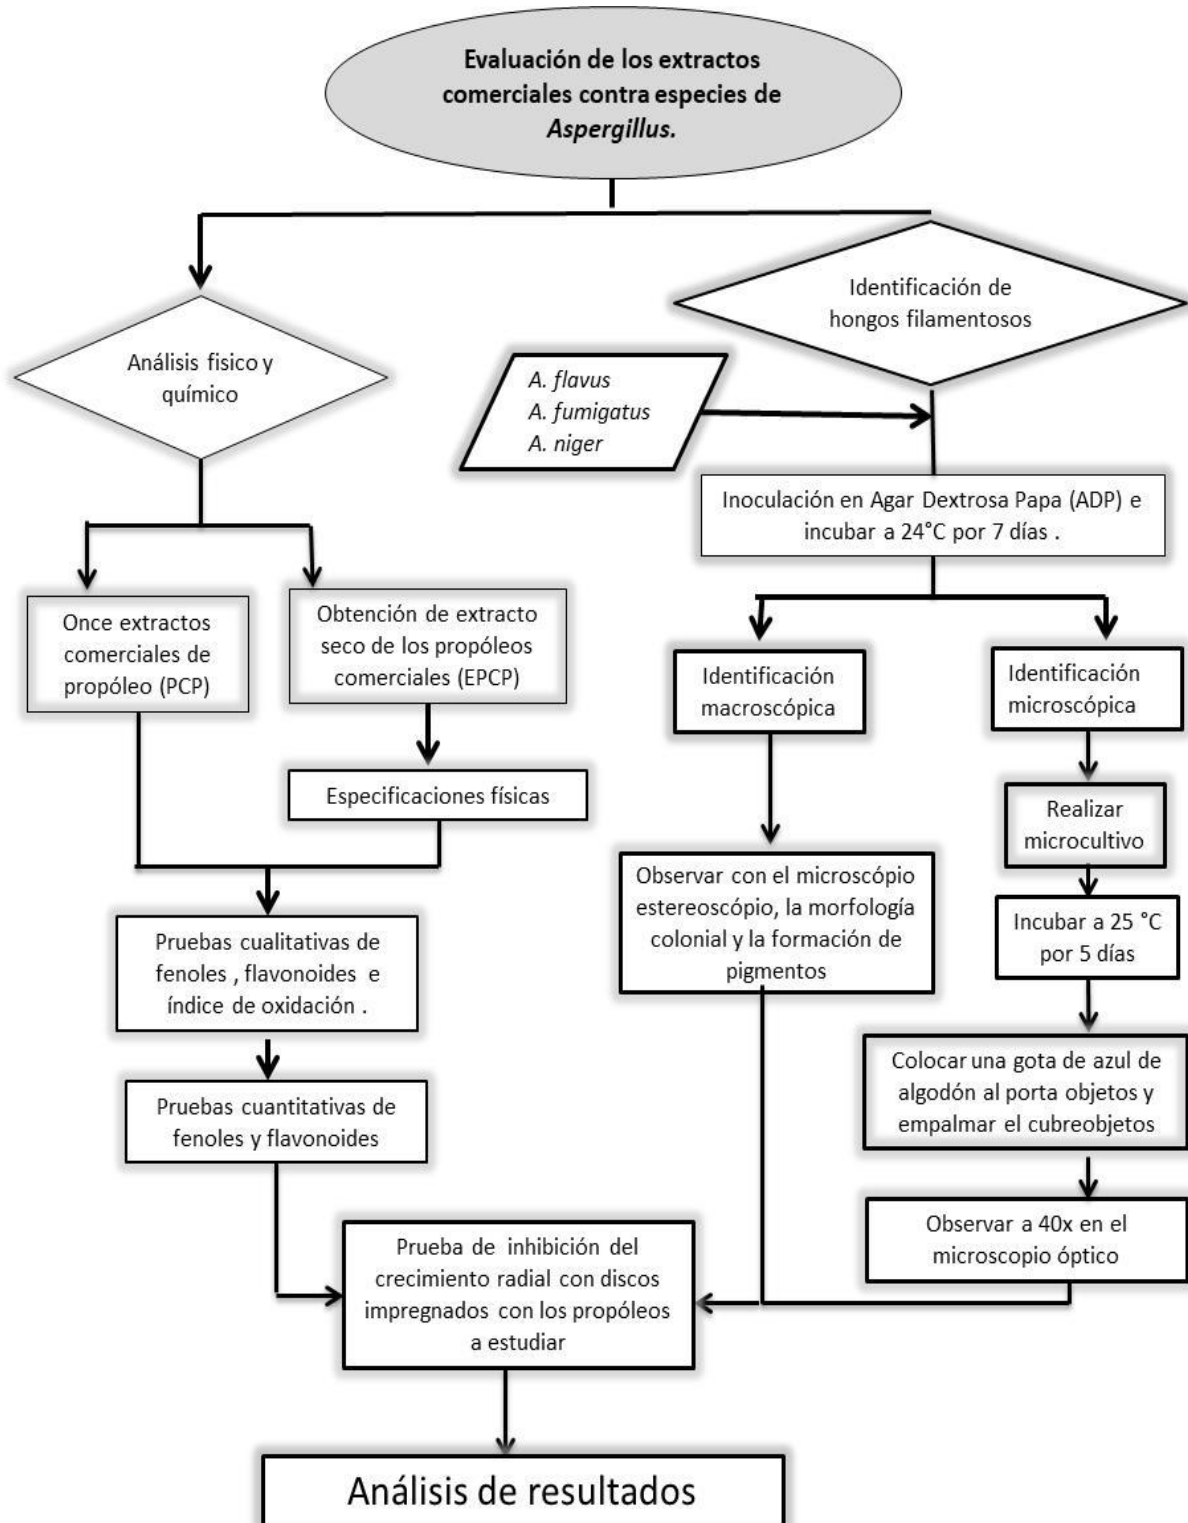 Evaluación de los extractos
comerciales contra especies de
Aspergillus.
Identificación de
hongos filamentosos
Análisis fisico y
químico
A. flavus
A. fumigatus
A. niger
Inoculación en Agar Dextrosa Papa (ADP) e
incubar a 24°C por 7 días .
Once extractos
comerciales de
propóleo (PCP)
Obtención de extracto
seco de los propóleos
comerciales (EPCP)
Identificación
macroscópica
Identificación
microscópica
Especificaciones físicas
Realizar
microcultivo
Observar con el microscópio
estereoscópio, la morfología
colonial y la formación de
pigmentos
Incubar a 25 °C
por 5 días
Pruebas cualitativas de
fenoles , flavonoides e
índice de oxidación .
Colocar una gota de azul de
algodón al porta objetos y
empalmar el cubreobjetos
Pruebas cuantitativas de
fenoles y flavonoides
Observar a 40x en el
microscopio óptico
Prueba de inhibición del
crecimiento radial con discos
impregnados con los propóleos
a estudiar
Análisis de resultados